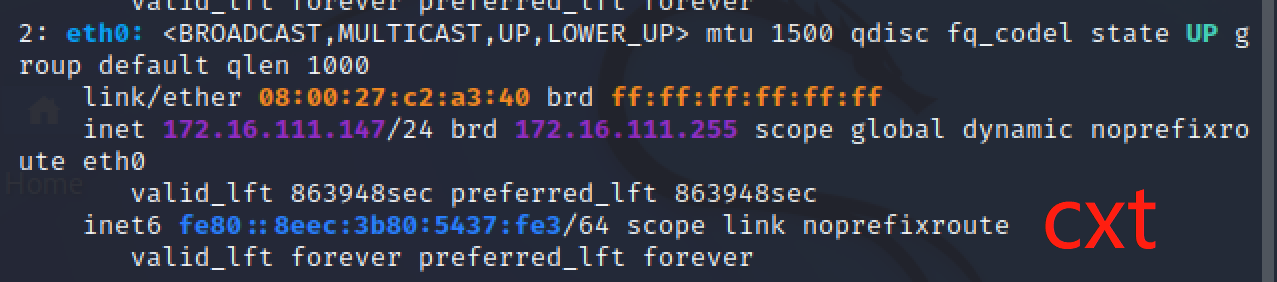 valid_lft forever preferred_lft forever
2: eth0: <BROADCAST,MULTICAST,UP,LOWER_UP> mtu 1500 qdisc fq_codel state UP g
roup default qlen 1000
link/ether 08:00:27:c2:a3:40 brd ff:ff:ff:ff:ff:ff
inet 172.16.111.147/24 brd 172.16.111.255 scope global dynamic noprefixro
ute eth0
Home
valid_lft 863948sec preferred_lft 863948sec
inet6 fe80::8eec:3b80:5437:fe3/64 scope link noprefixroute
cxt
valid_lft forever preferred_lft forever